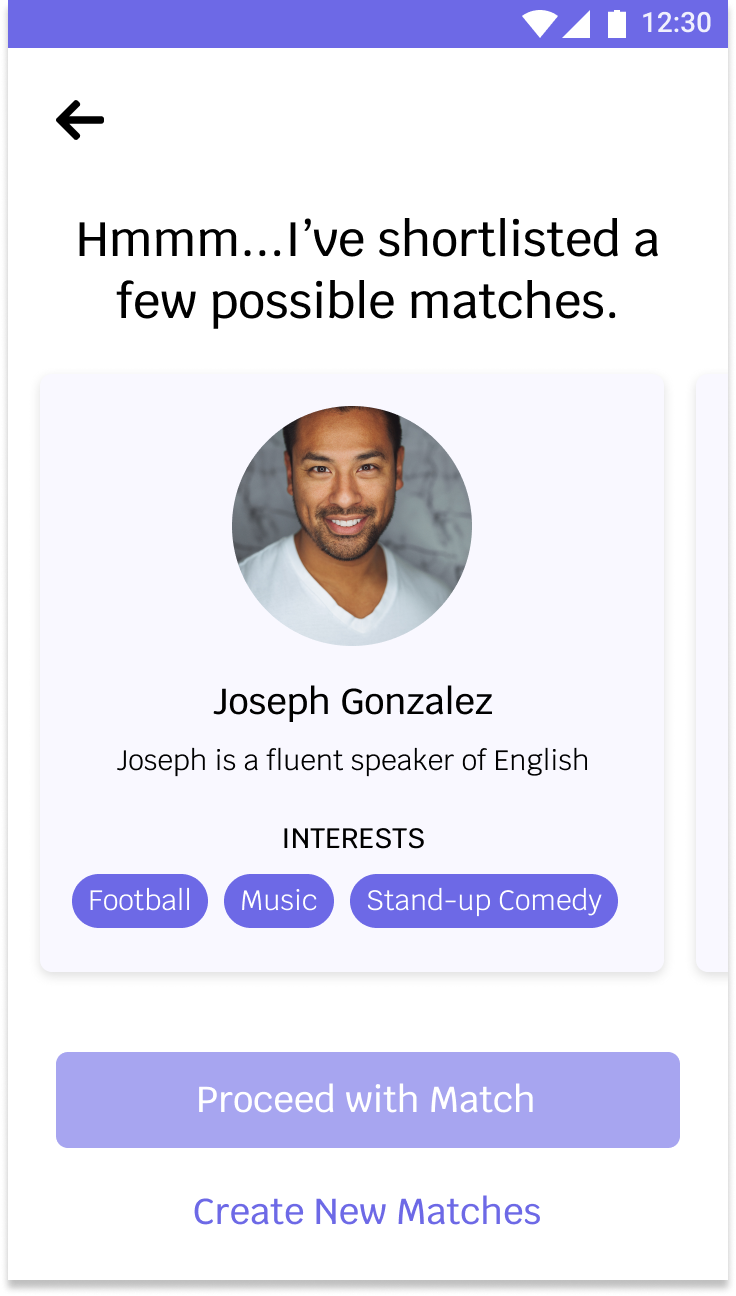 12:30
Hmmm...I’ve shortlisted a
few possible matches.
Joseph Gonzalez
Joseph is a fluent speaker of English
INTERESTS
Football Music Stand-up Comedy
Proceed with Match
Create New Matches